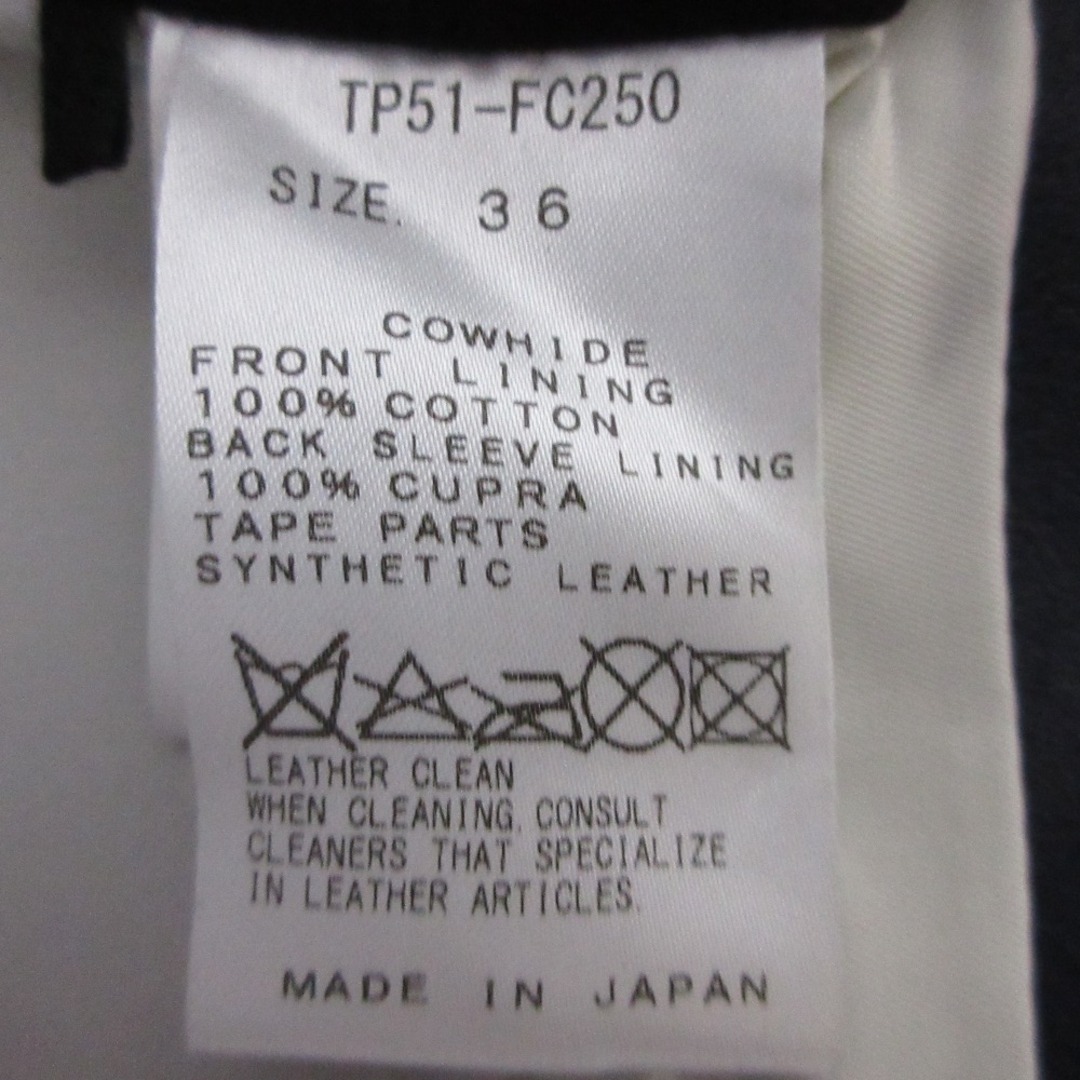 TP51-FC250
SIZE. 36
COWHIDE
FRONT LINING
100% COTTON
BACK SLEEVE LINING
100% CUPRA
TAPE PARTS
SYNTHETIC LEATHER
LEATHER CLEAN
WHEN CLEANING, CONSULT
CLEANERS THAT SPECIALIZE
IN LEATHER ARTICLES.
MADE IN JAPAN